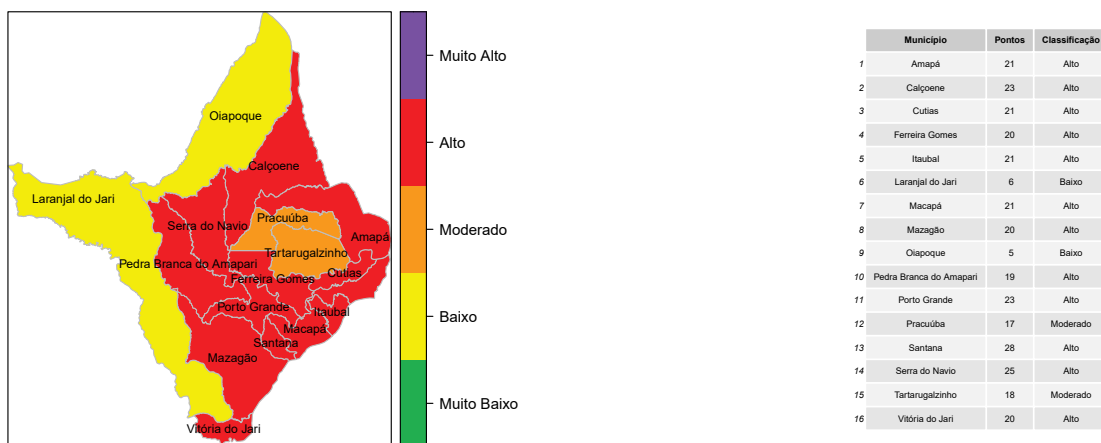 Oiapoque
Calçoene
Laranjal do Jari
Pracuúba
Serra do Navio
Amapá
Tartarugalzinho
Pedra Branca do Amapari
Cutias
Ferreira Gomes
Porto Grande
Itaubal
Macapá
Santana
Mazagão
Vitória do Jari
Muito Alto
Alto
Moderado
Baixo
Muito Baixo
Município Pontos Classificação
1 Amapá 21 Alto
2 Calçoene 23 Alto
3 Cutias 21 Alto
4 Ferreira Gomes 20 Alto
5 Itaubal 21 Alto
6 Laranjal do Jari 6 Baixo
7 Macapá 21 Alto
8 Mazagão 20 Alto
9 Oiapoque 5 Baixo
10 Pedra Branca do Amapari 19 Alto
11 Porto Grande 23 Alto
12 Pracuúba 17 Moderado
13 Santana 28 Alto
14 Serra do Navio 25 Alto
15 Tartarugalzinho 18 Moderado
16 Vitória do Jari 20 Alto